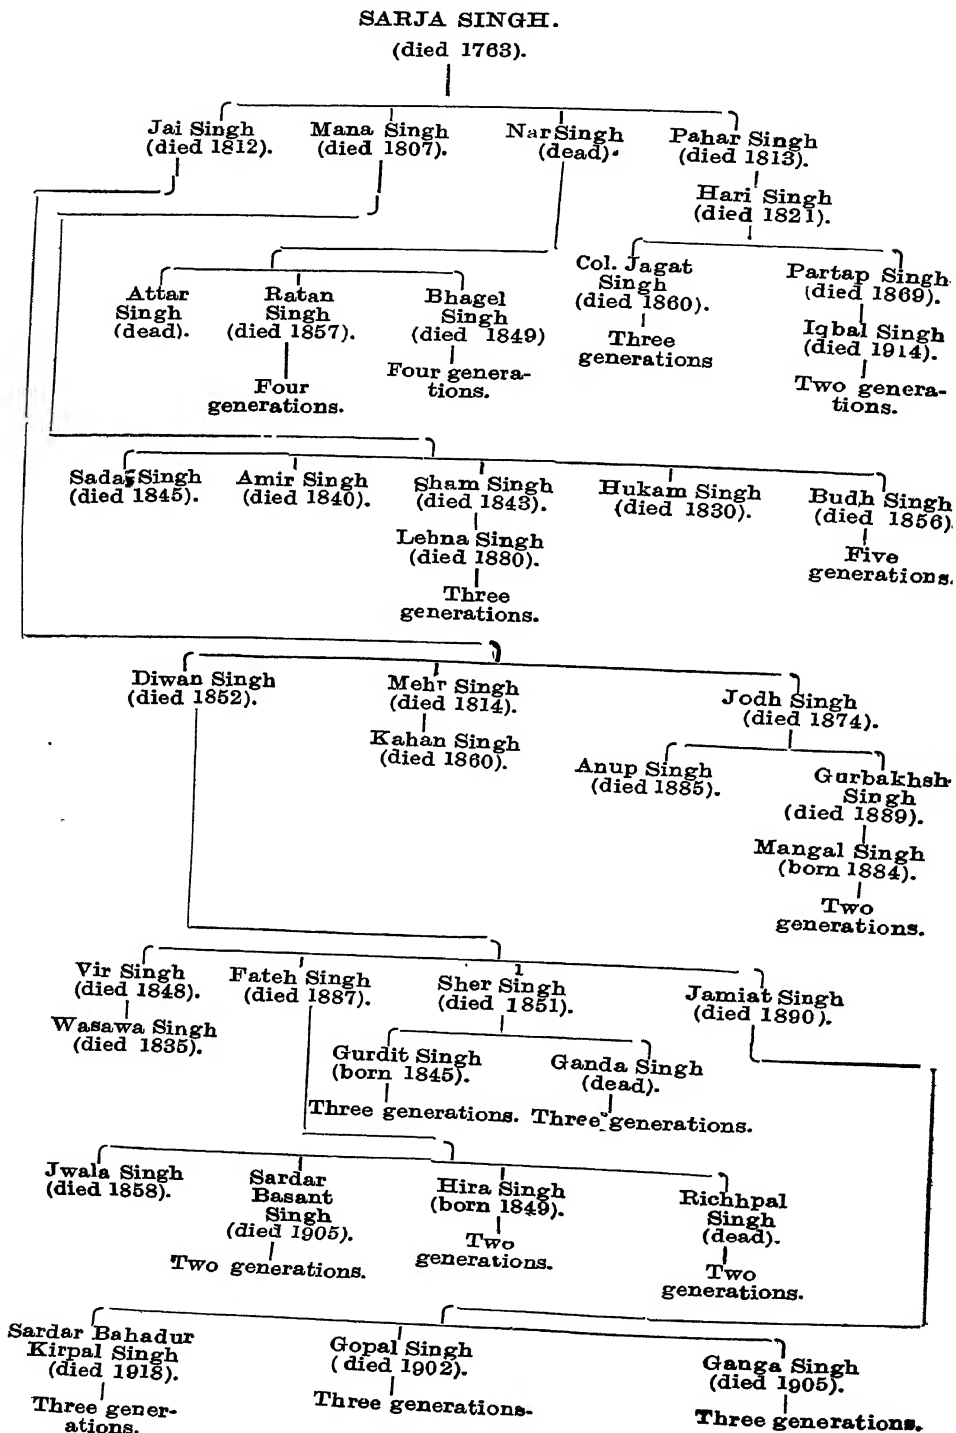 SARJA SINGH.
(died 1763).
Jai Singh
(died 1812).
Mana Singh
(died 1807).
Nar Singh
(dead).
Pahar Singh
(died 1813).
Hari Singh
(died 1821).
Attar
Singh
(dead).
Ratan
Singh
(died 1857).
Four
generations.
Bhagel
Singh
(died 1849)
Four genera-
tions.
Col. Jagat
Singh
(died 1860).
Three
generations
Partap Singh
(died 1869).
Iqbal Singh
(died 1914).
Two genera-
tions.
Sada Singh
(died 1845).
Amir Singh
(died 1840).
Sham Singh
(died 1843).
Lehna Singh
(died 1880).
Three
generations.
Hukam Singh
(died 1830).
Budh Singh
(died 1856).
Five
generations.
Diwan Singh
(died 1852).
Mehr Singh
(died 1814).
Kahan Singh
(died 1860).
Jodh Singh
(died 1874).
Anup Singh
(died 1885).
Gurbakhsh
Singh
(died 1889).
Mangal Singh
(born 1884).
Two
generations.
Vir Singh
(died 1848).
Wasawa Singh
(died 1835).
Fateh Singh
(died 1887).
Sher Singh
(died 1851).
Gurdit Singh
(born 1845).
Three generations.
Ganda Singh
(dead).
Three generations.
Jamiat Singh
(died 1890).
Jwala Singh
(died 1858).
Sardar
Basant
Singh
(died 1905).
Two generations.
Hira Singh
(born 1849).
Two
generations.
Richhpal
Singh
(dead).
Two
generations.
Sardar Bahadur
Kirpal Singh
(died 1918).
Three gener-
ations.
Gopal Singh
(died 1902).
Three generations-
Ganga Singh
(died 1905).
Three generations.